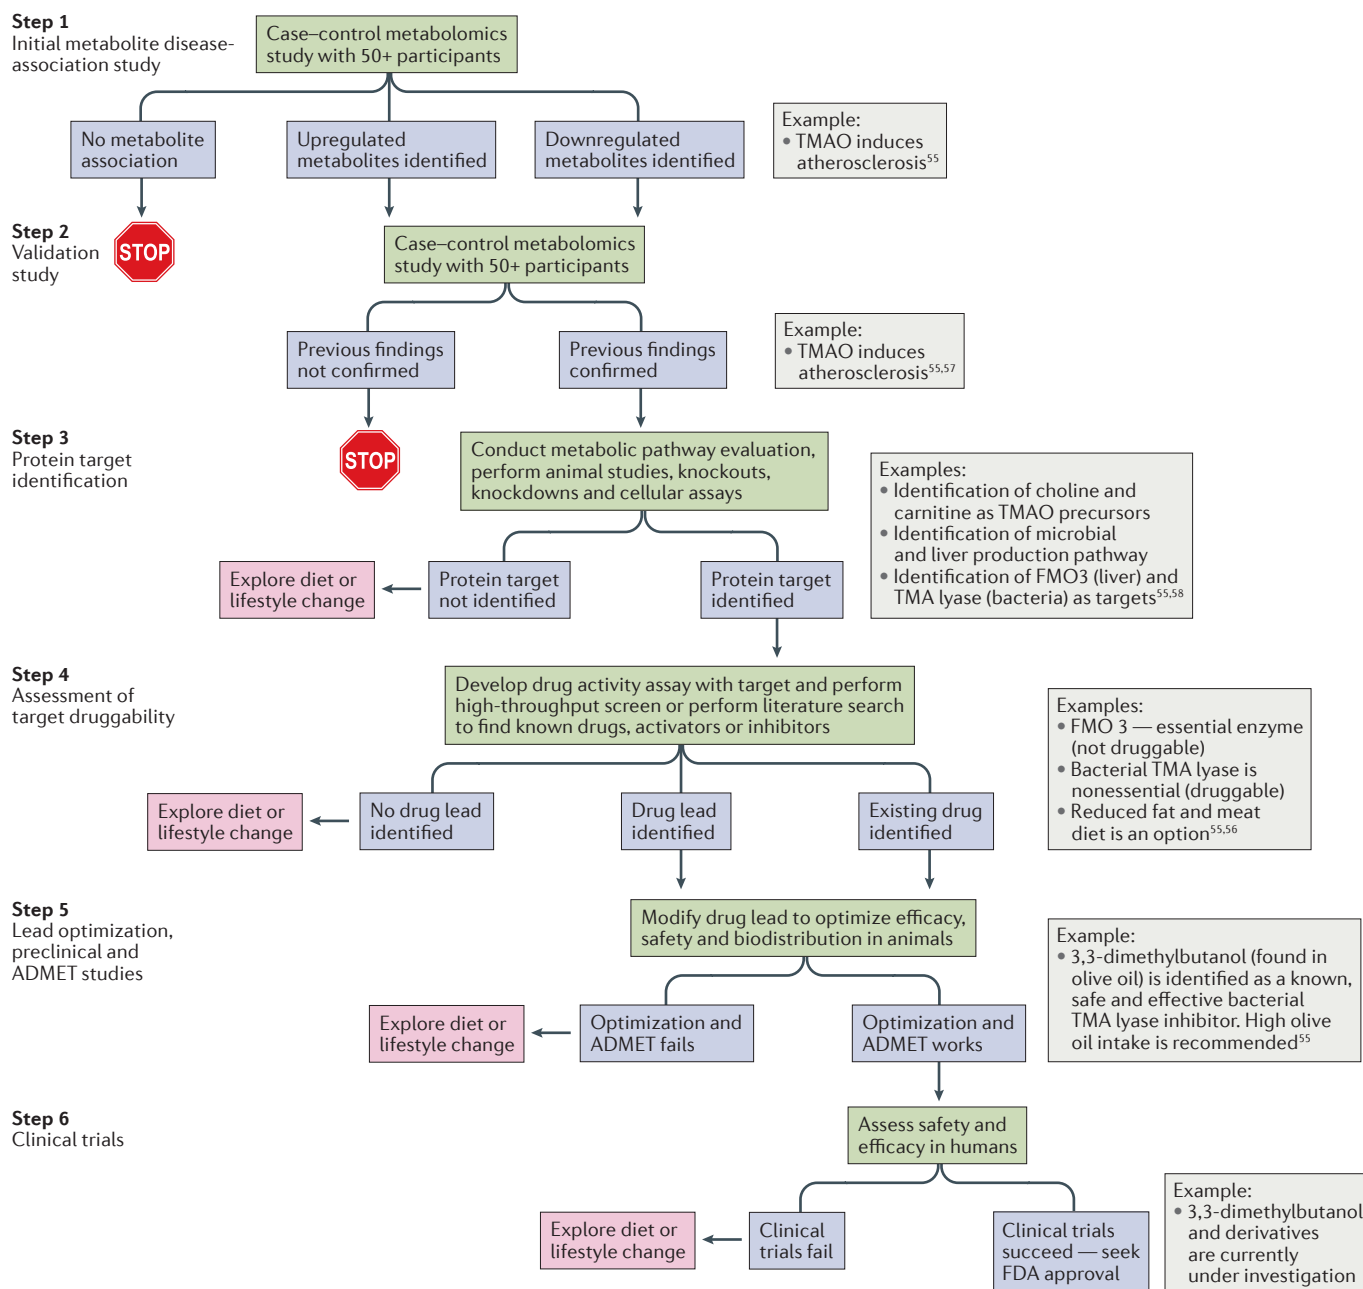 Step 1
Initial metabolite disease-
association study
Case–control metabolomics
study with 50+ participants
No metabolite
association
Upregulated
metabolites identified
Downregulated
metabolites identified
Example:
• TMAO induces
atherosclerosis55
Step 2
Validation
study
STOP
Case–control metabolomics
study with 50+ participants
Previous findings
not confirmed
Previous findings
confirmed
Example:
• TMAO induces
atherosclerosis55,57
Step 3
Protein target
identification
STOP
Conduct metabolic pathway evaluation,
perform animal studies, knockouts,
knockdowns and cellular assays
Explore diet or
lifestyle change
Protein target
not identified
Protein target
identified
Examples:
• Identification of choline and
carnitine as TMAO precursors
• Identification of microbial
and liver production pathway
• Identification of FMO3 (liver) and
TMA lyase (bacteria) as targets55,58
Step 4
Assessment of
target druggability
Develop drug activity assay with target and perform
high-throughput screen or perform literature search
to find known drugs, activators or inhibitors
Explore diet or
lifestyle change
No drug lead
identified
Drug lead
identified
Existing drug
identified
Examples:
• FMO 3 — essential enzyme
(not druggable)
• Bacterial TMA lyase is
nonessential (druggable)
• Reduced fat and meat
diet is an option55,56
Step 5
Lead optimization,
preclinical and
ADMET studies
Modify drug lead to optimize efficacy,
safety and biodistribution in animals
Explore diet or
lifestyle change
Optimization and
ADMET fails
Optimization and
ADMET works
Example:
• 3,3-dimethylbutanol (found in
olive oil) is identified as a known,
safe and effective bacterial
TMA lyase inhibitor. High olive
oil intake is recommended55
Step 6
Clinical trials
Assess safety and
efficacy in humans
Explore diet or
lifestyle change
Clinical
trials fail
Clinical trials
succeed — seek
FDA approval
Example:
• 3,3-dimethylbutanol
and derivatives
are currently
under investigation